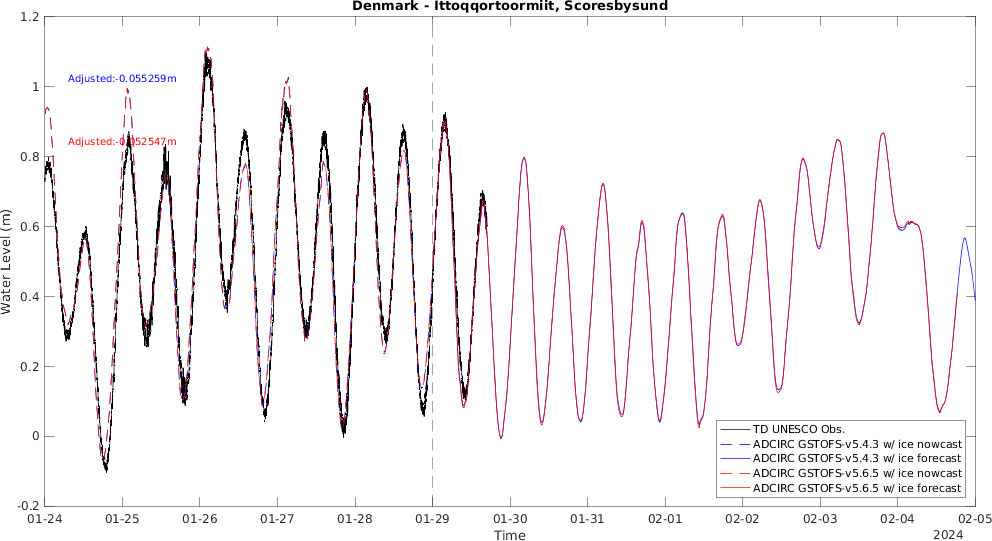 Denmark - Ittoqqortoormiit, Scoresbysund
Water Level (m)
1.2
1
0.8
0.6
0.4
0.2
0
-0.2
Adjusted:-0.055259m
Adjusted:-0.052547m
TD UNESCO Obs.
ADCIRC GSTOFS-v5.4.3 w/ ice nowcast
ADCIRC GSTOFS-v5.4.3 w/ ice forecast
ADCIRC GSTOFS-v5.6.5 w/ ice nowcast
ADCIRC GSTOFS-v5.6.5 w/ ice forecast
01-24 01-25 01-26 01-27 01-28 01-29 01-30 01-31 02-01 02-02 02-03 02-04 02-05
Time
2024